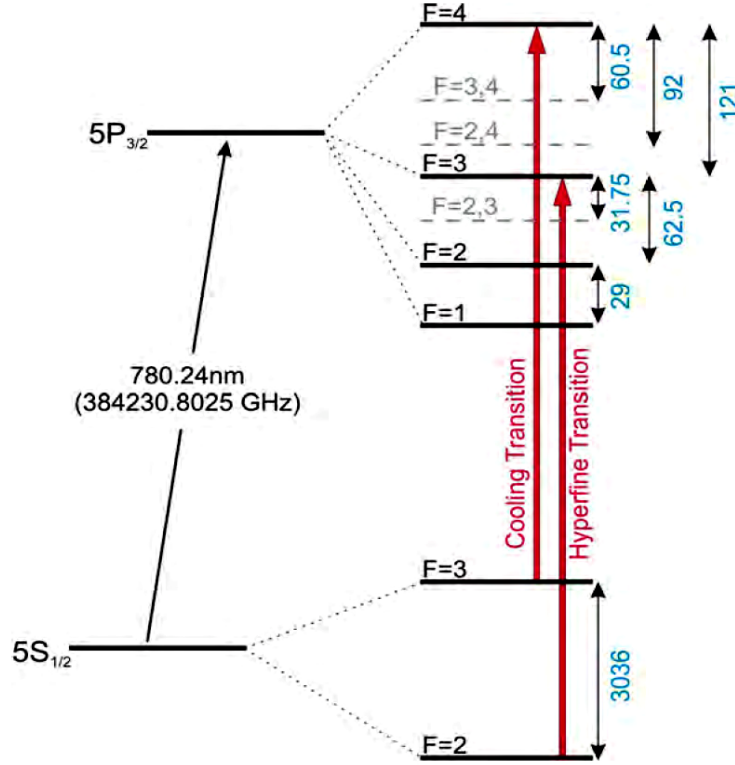 F=4
60.5
F=3,4
92
121
5P3/2
F=2,4
F=3
31.75
F=2,3
62.5
F=2
29
F=1
780.24nm
(384230.8025 GHz)
Cooling Transition
Hyperfine Transition
F=3
5S1/2
3036
F=2